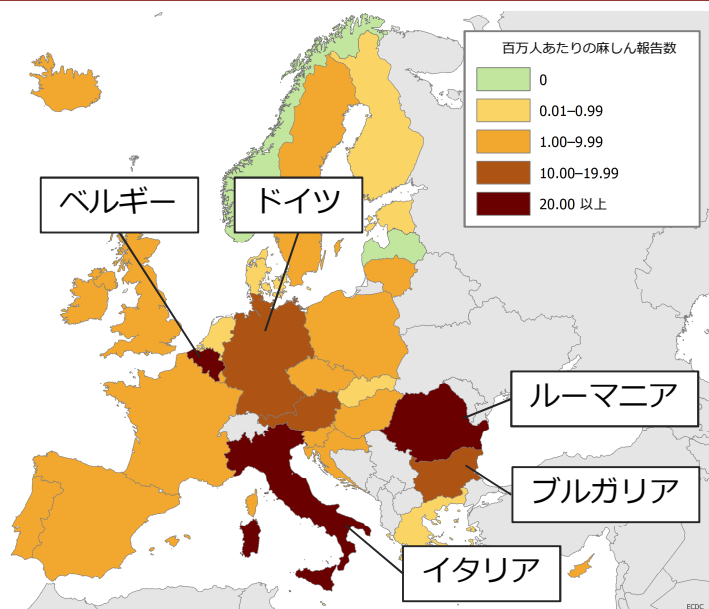 百万人あたりの麻しん報告数
0
0.01–0.99
1.00–9.99
10.00–19.99
20.00 以上
ベルギー
ドイツ
ルーマニア
ブルガリア
イタリア
ECDC